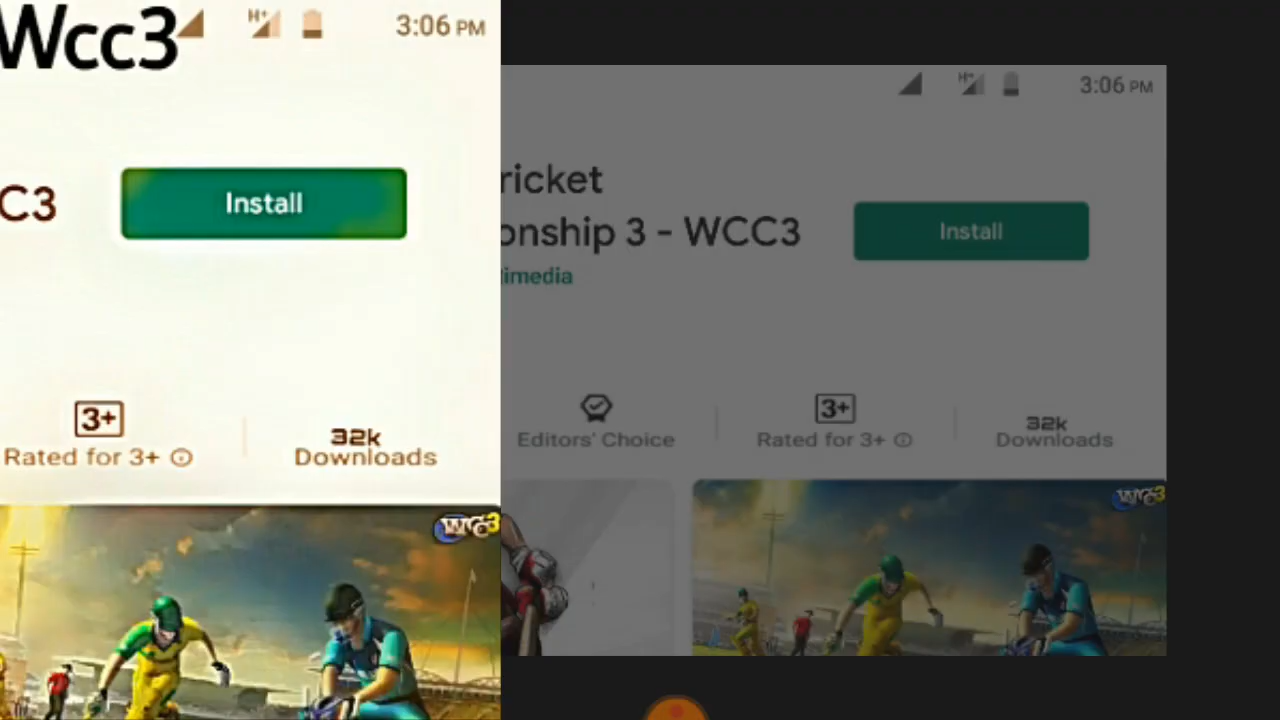 Wcc3
H+
3:06 PM
C3
Install
3+
Rated for 3+
32k
Downloads
WCC3
H+
3:06 PM
ricket
onship 3 - WCC3
imedia
Install
Editors' Choice
3+
Rated for 3+
32k
Downloads
WCC3